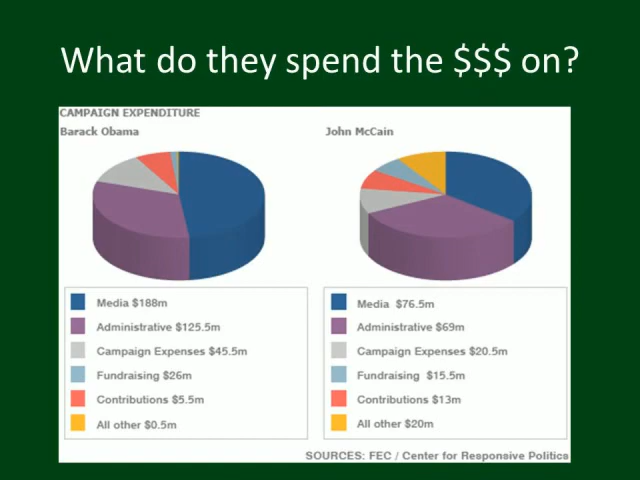 What do they spend the $$$ on?
CAMPAIGN EXPENDITURE
Barack Obama
Media $188m
Administrative $125.5m
Campaign Expenses $45.5m
Fundraising $26m
Contributions $5.5m
All other $0.5m
John McCain
Media $76.5m
Administrative $69m
Campaign Expenses $20.5m
Fundraising $15.5m
Contributions $13m
All other $20m
SOURCES: FEC / Center for Responsive Politics